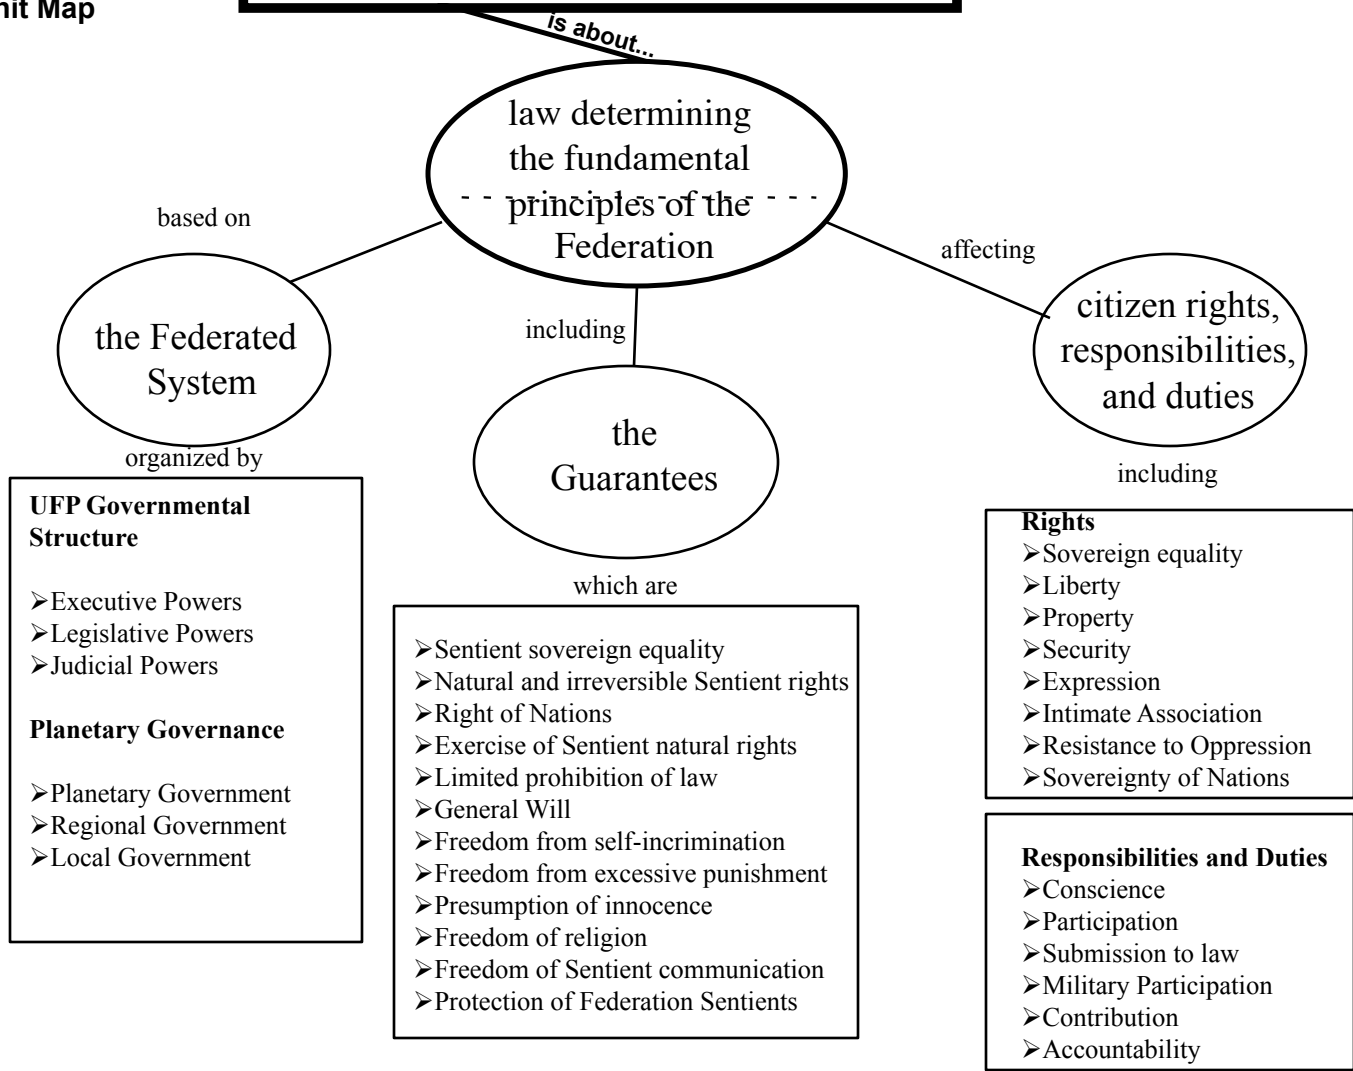 nit Map
is about...
law determining
the fundamental
principles of the
Federation
based on
affecting
including
the Federated
System
citizen rights,
responsibilities,
and duties
the
Guarantees
organized by
including
which are
UFP Governmental
Structure
➢Executive Powers
➢Legislative Powers
➢Judicial Powers
Planetary Governance
➢Planetary Government
➢Regional Government
➢Local Government
➢Sentient sovereign equality
➢Natural and irreversible Sentient rights
➢Right of Nations
➢Exercise of Sentient natural rights
➢Limited prohibition of law
➢General Will
➢Freedom from self-incrimination
➢Freedom from excessive punishment
➢Presumption of innocence
➢Freedom of religion
➢Freedom of Sentient communication
➢Protection of Federation Sentients
Rights
➢Sovereign equality
➢Liberty
➢Property
➢Security
➢Expression
➢Intimate Association
➢Resistance to Oppression
➢Sovereignty of Nations
Responsibilities and Duties
➢Conscience
➢Participation
➢Submission to law
➢Military Participation
➢Contribution
➢Accountability